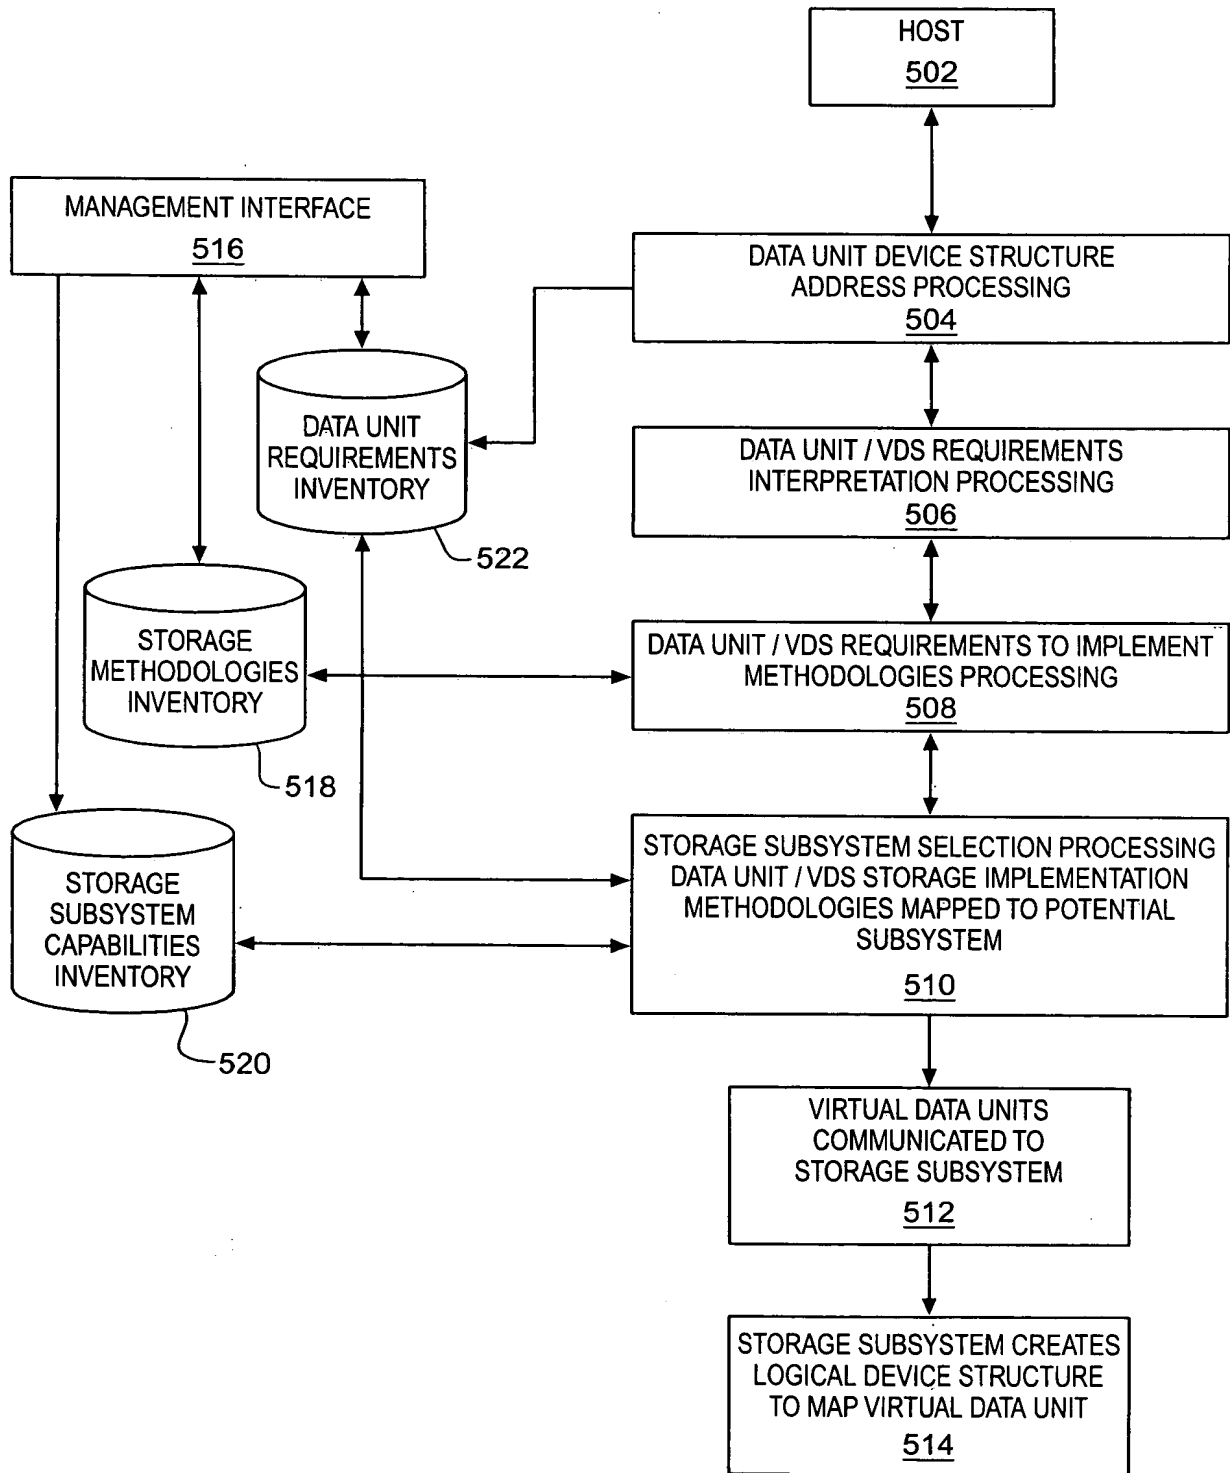 HOST
502
MANAGEMENT INTERFACE
516
DATA UNIT DEVICE STRUCTURE
ADDRESS PROCESSING
504
DATA UNIT
REQUIREMENTS
INVENTORY
522
DATA UNIT / VDS REQUIREMENTS
INTERPRETATION PROCESSING
506
STORAGE
METHODOLOGIES
INVENTORY
518
DATA UNIT / VDS REQUIREMENTS TO IMPLEMENT
METHODOLOGIES PROCESSING
508
STORAGE
SUBSYSTEM
CAPABILITIES
INVENTORY
520
STORAGE SUBSYSTEM SELECTION PROCESSING
DATA UNIT / VDS STORAGE IMPLEMENTATION
METHODOLOGIES MAPPED TO POTENTIAL
SUBSYSTEM
510
VIRTUAL DATA UNITS
COMMUNICATED TO
STORAGE SUBSYSTEM
512
STORAGE SUBSYSTEM CREATES
LOGICAL DEVICE STRUCTURE
TO MAP VIRTUAL DATA UNIT
514